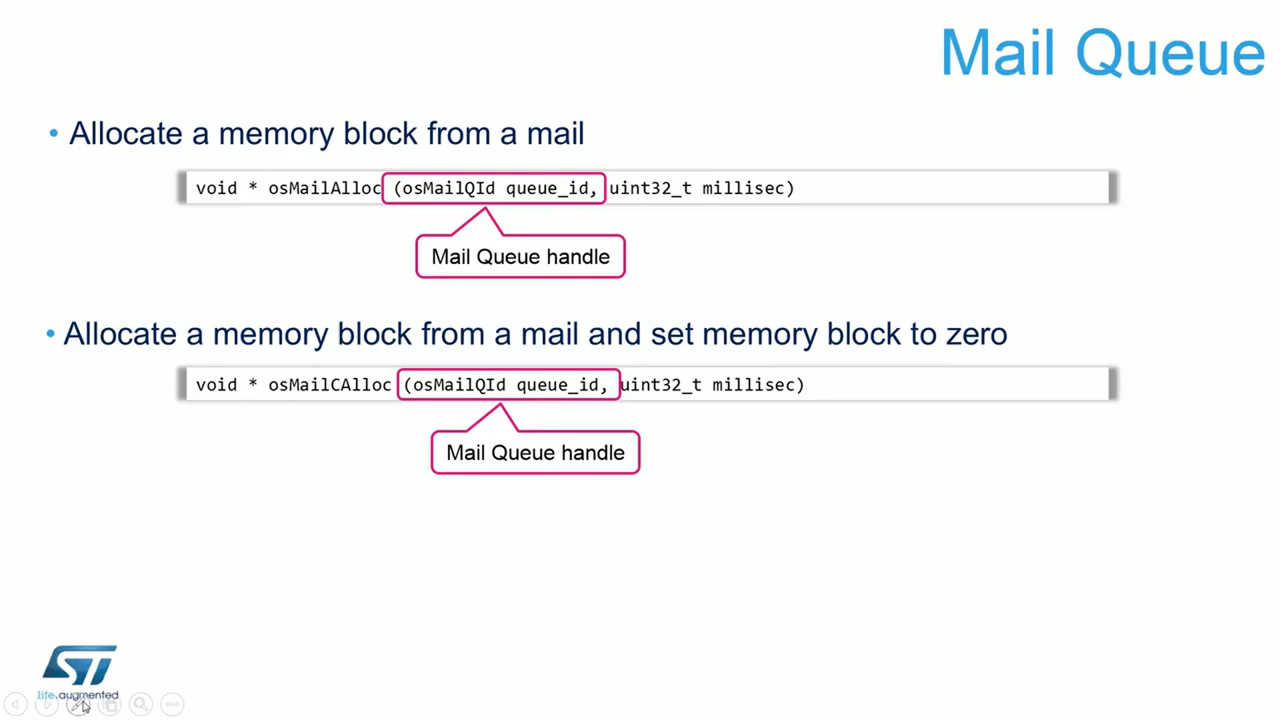 Mail Queue
• Allocate a memory block from a mail
void * osMailAlloc (osMailQId queue_id, uint32_t millisec)
Mail Queue handle
• Allocate a memory block from a mail and set memory block to zero
void * osMailCAlloc (osMailQId queue_id, uint32_t millisec)
Mail Queue handle
ST
life.augmented